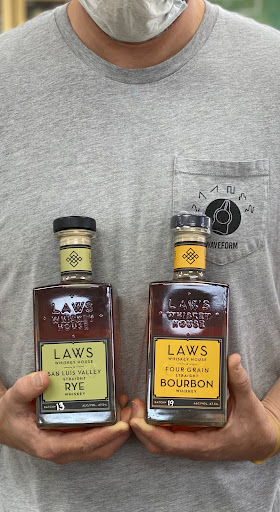 WAVEFORM
LAWS
WHISKEY
HOUSE
LAWS
WHISKEY HOUSE
SAN LUIS VALLEY
STRAIGHT
RYE
WHISKEY
BATCH# 13
LAWS
WHISKEY
HOUSE
LAWS
WHISKEY HOUSE
FOUR GRAIN
STRAIGHT
BOURBON
WHISKEY
BATCH# 19